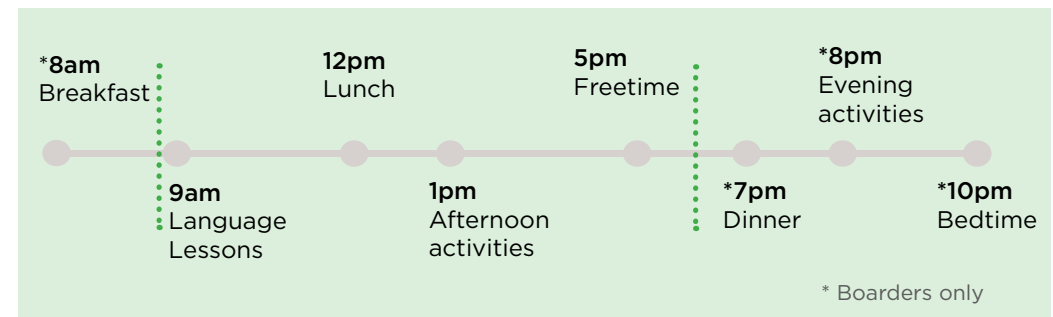 *8am
Breakfast
9am
Language
Lessons
12pm
Lunch
1pm
Afternoon
activities
5pm
Freetime
*7pm
Dinner
*8pm
Evening
activities
*10pm
Bedtime
* Boarders only